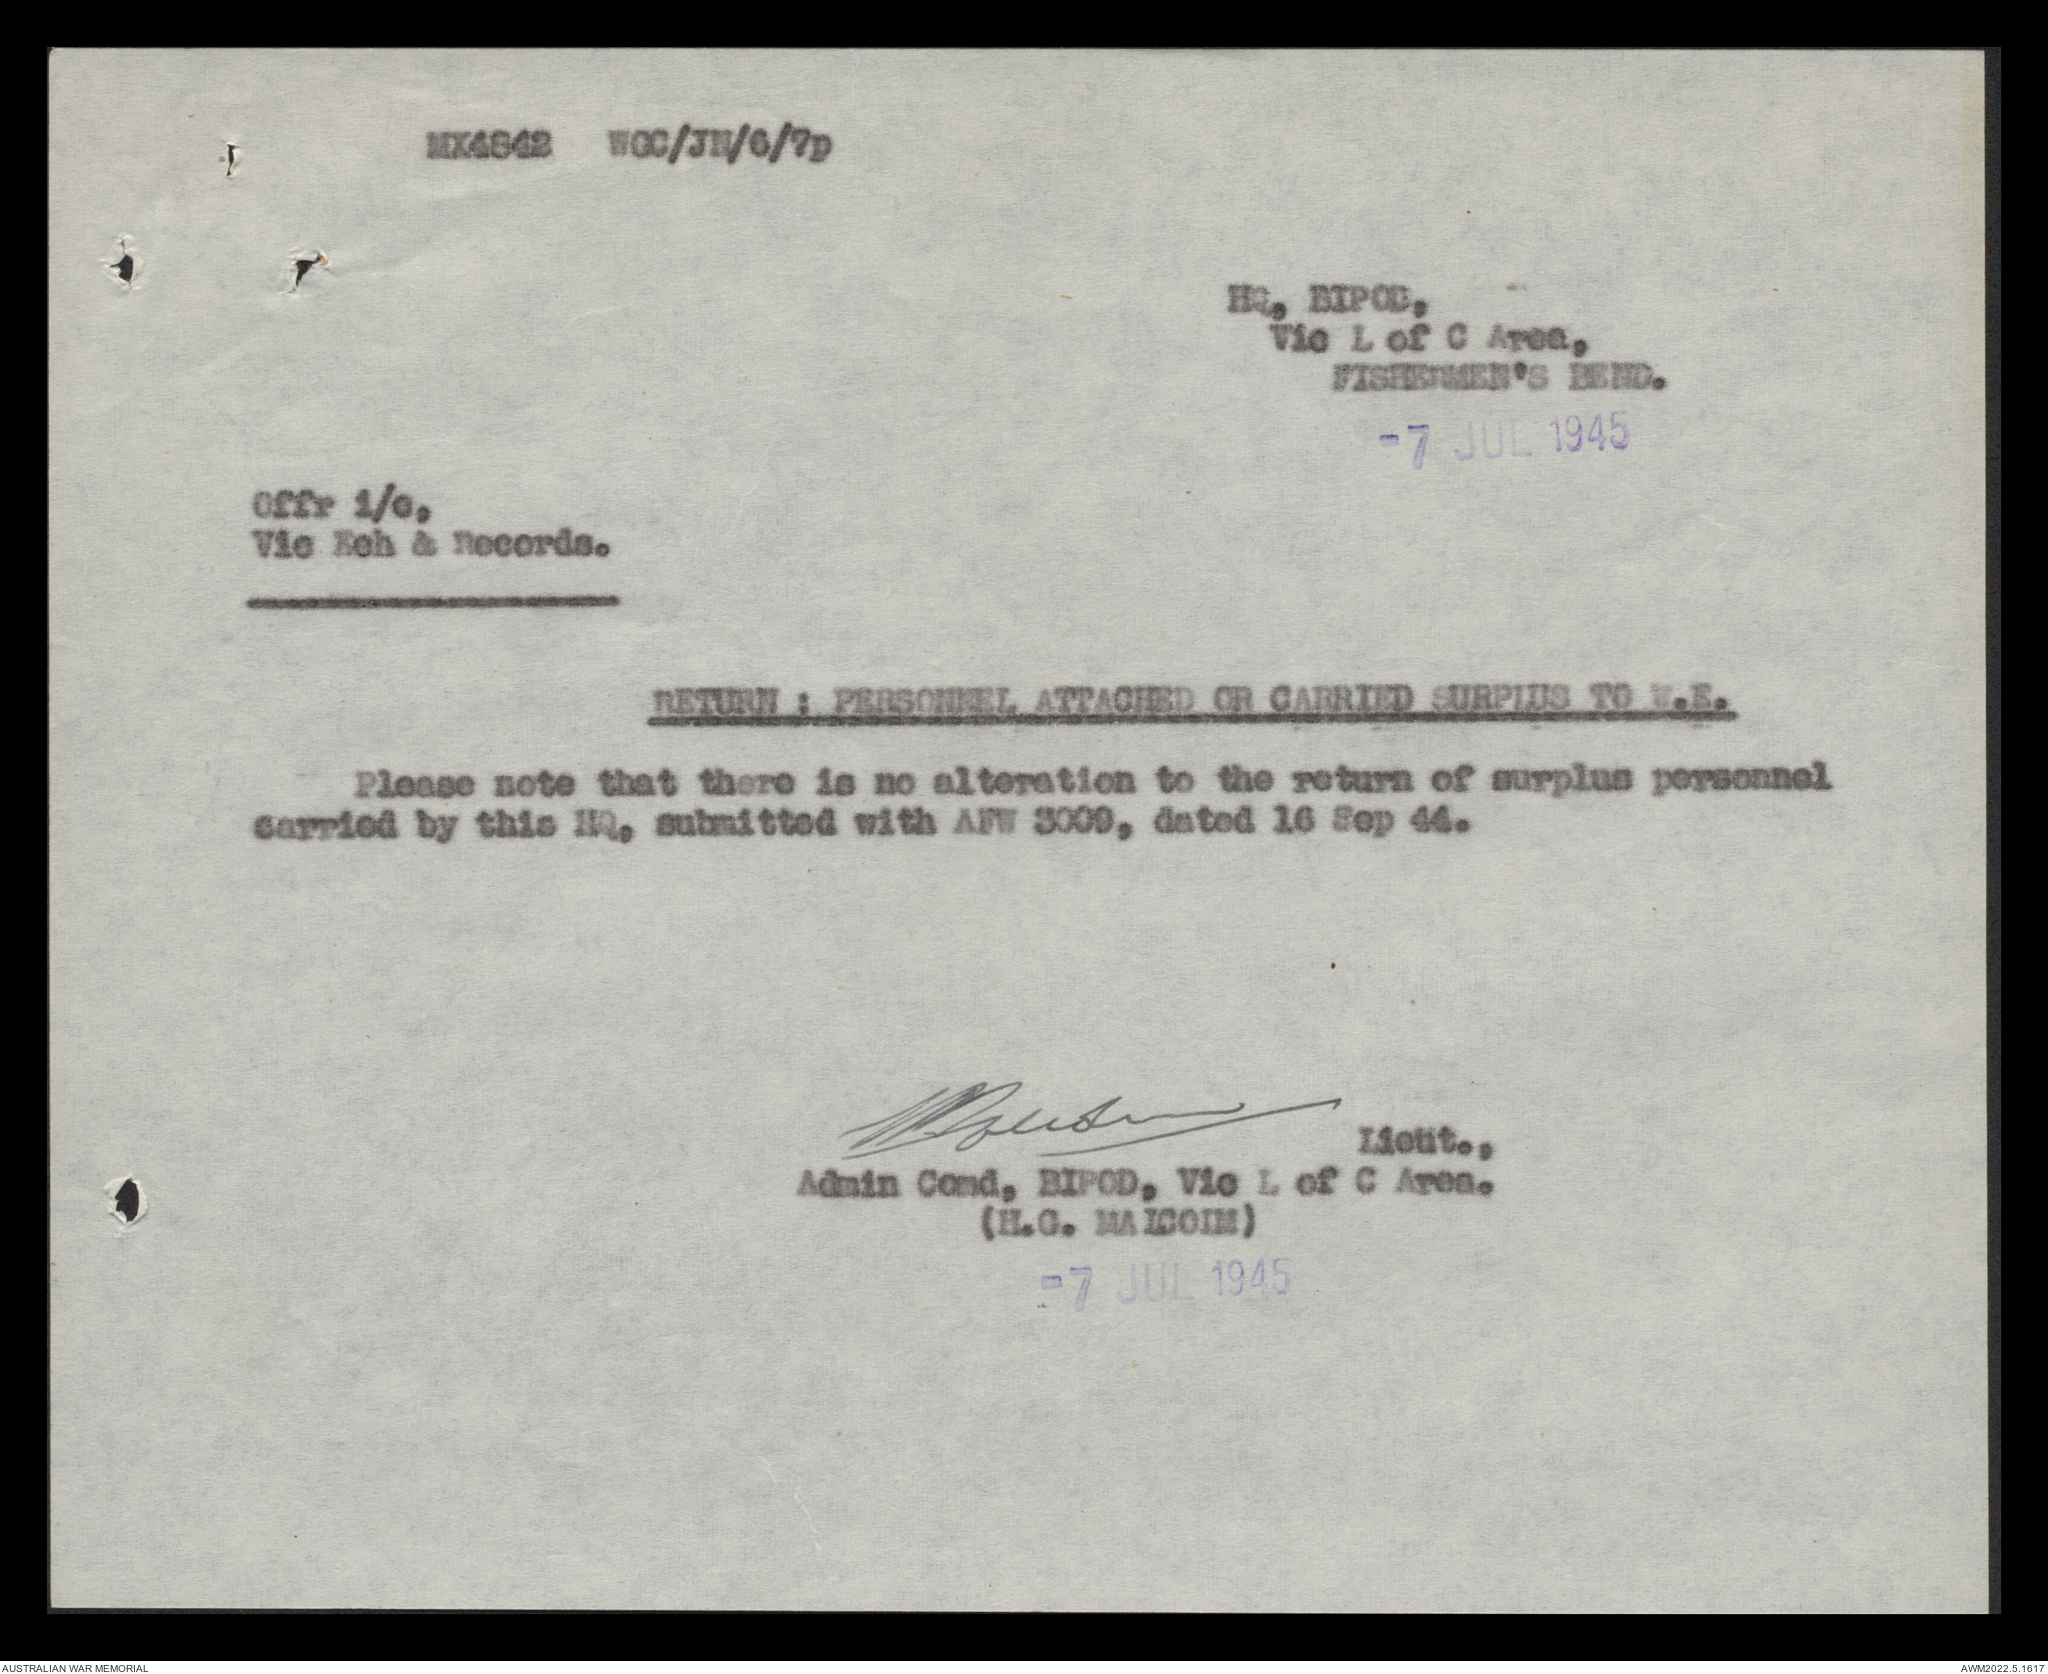 MX4842 WGC/JM/6/7p
HQ, BIPOD,
Vic L of C Area,
FISHERMEN'S BEND.
-7 JUL 1945
Offr i/c,
Vic Ech & Records.
RETURN : PERSONNEL ATTACHED OR CARRIED SURPLUS TO W.E.
Please note that there is no alteration to the return of surplus personnel
carried by this HQ, submitted with AFW 3009, dated 16 Sep 44.
Lieut.,
Admin Comd, BIPOD, Vic L of C Area.
(H.G. MALCOLM)
-7 JUL 1945
AUSTRALIAN WAR MEMORIAL
AWM2022.5.1617